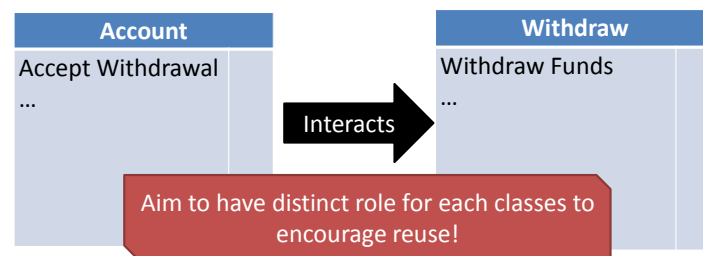 Account
Accept Withdrawal
...
Interacts
Withdraw
Withdraw Funds
...
Aim to have distinct role for each classes to
encourage reuse!